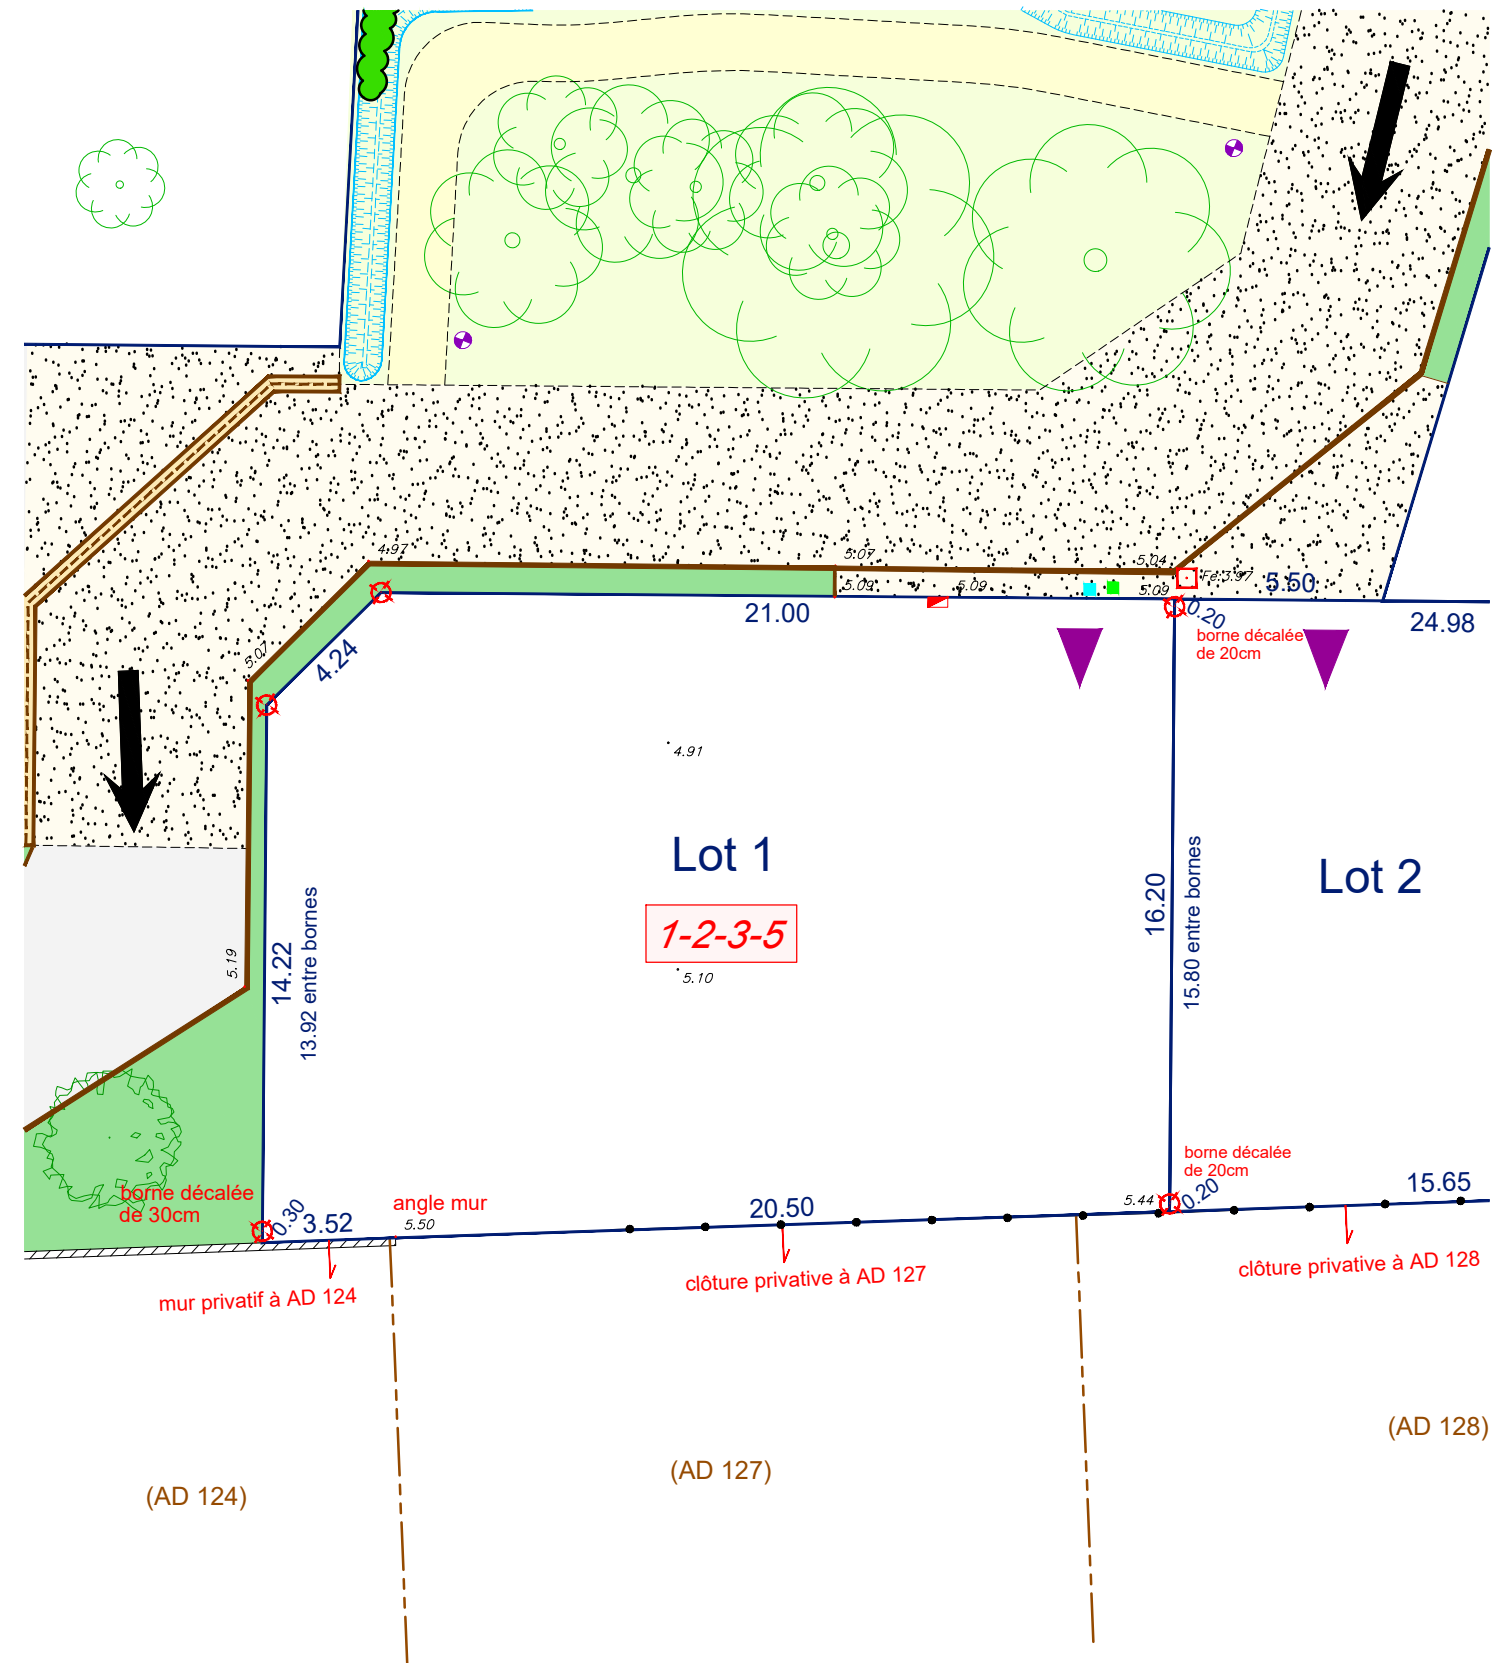 4.97
5.07
5.04
5.09
5.09
5.09
Fe:3.97
5.50
21.00
0.20
24.98
borne décalée
de 20cm
5.07
4.24
4.91
Lot 1
Lot 2
1-2-3-5
5.10
16.20
15.80 entre bornes
5.19
14.22
13.92 entre bornes
borne décalée
de 20cm
borne décalée
de 30cm
0.30
3.52
angle mur
5.50
20.50
5.44
0.20
15.65
mur privatif à AD 124
clôture privative à AD 127
clôture privative à AD 128
(AD 124)
(AD 127)
(AD 128)